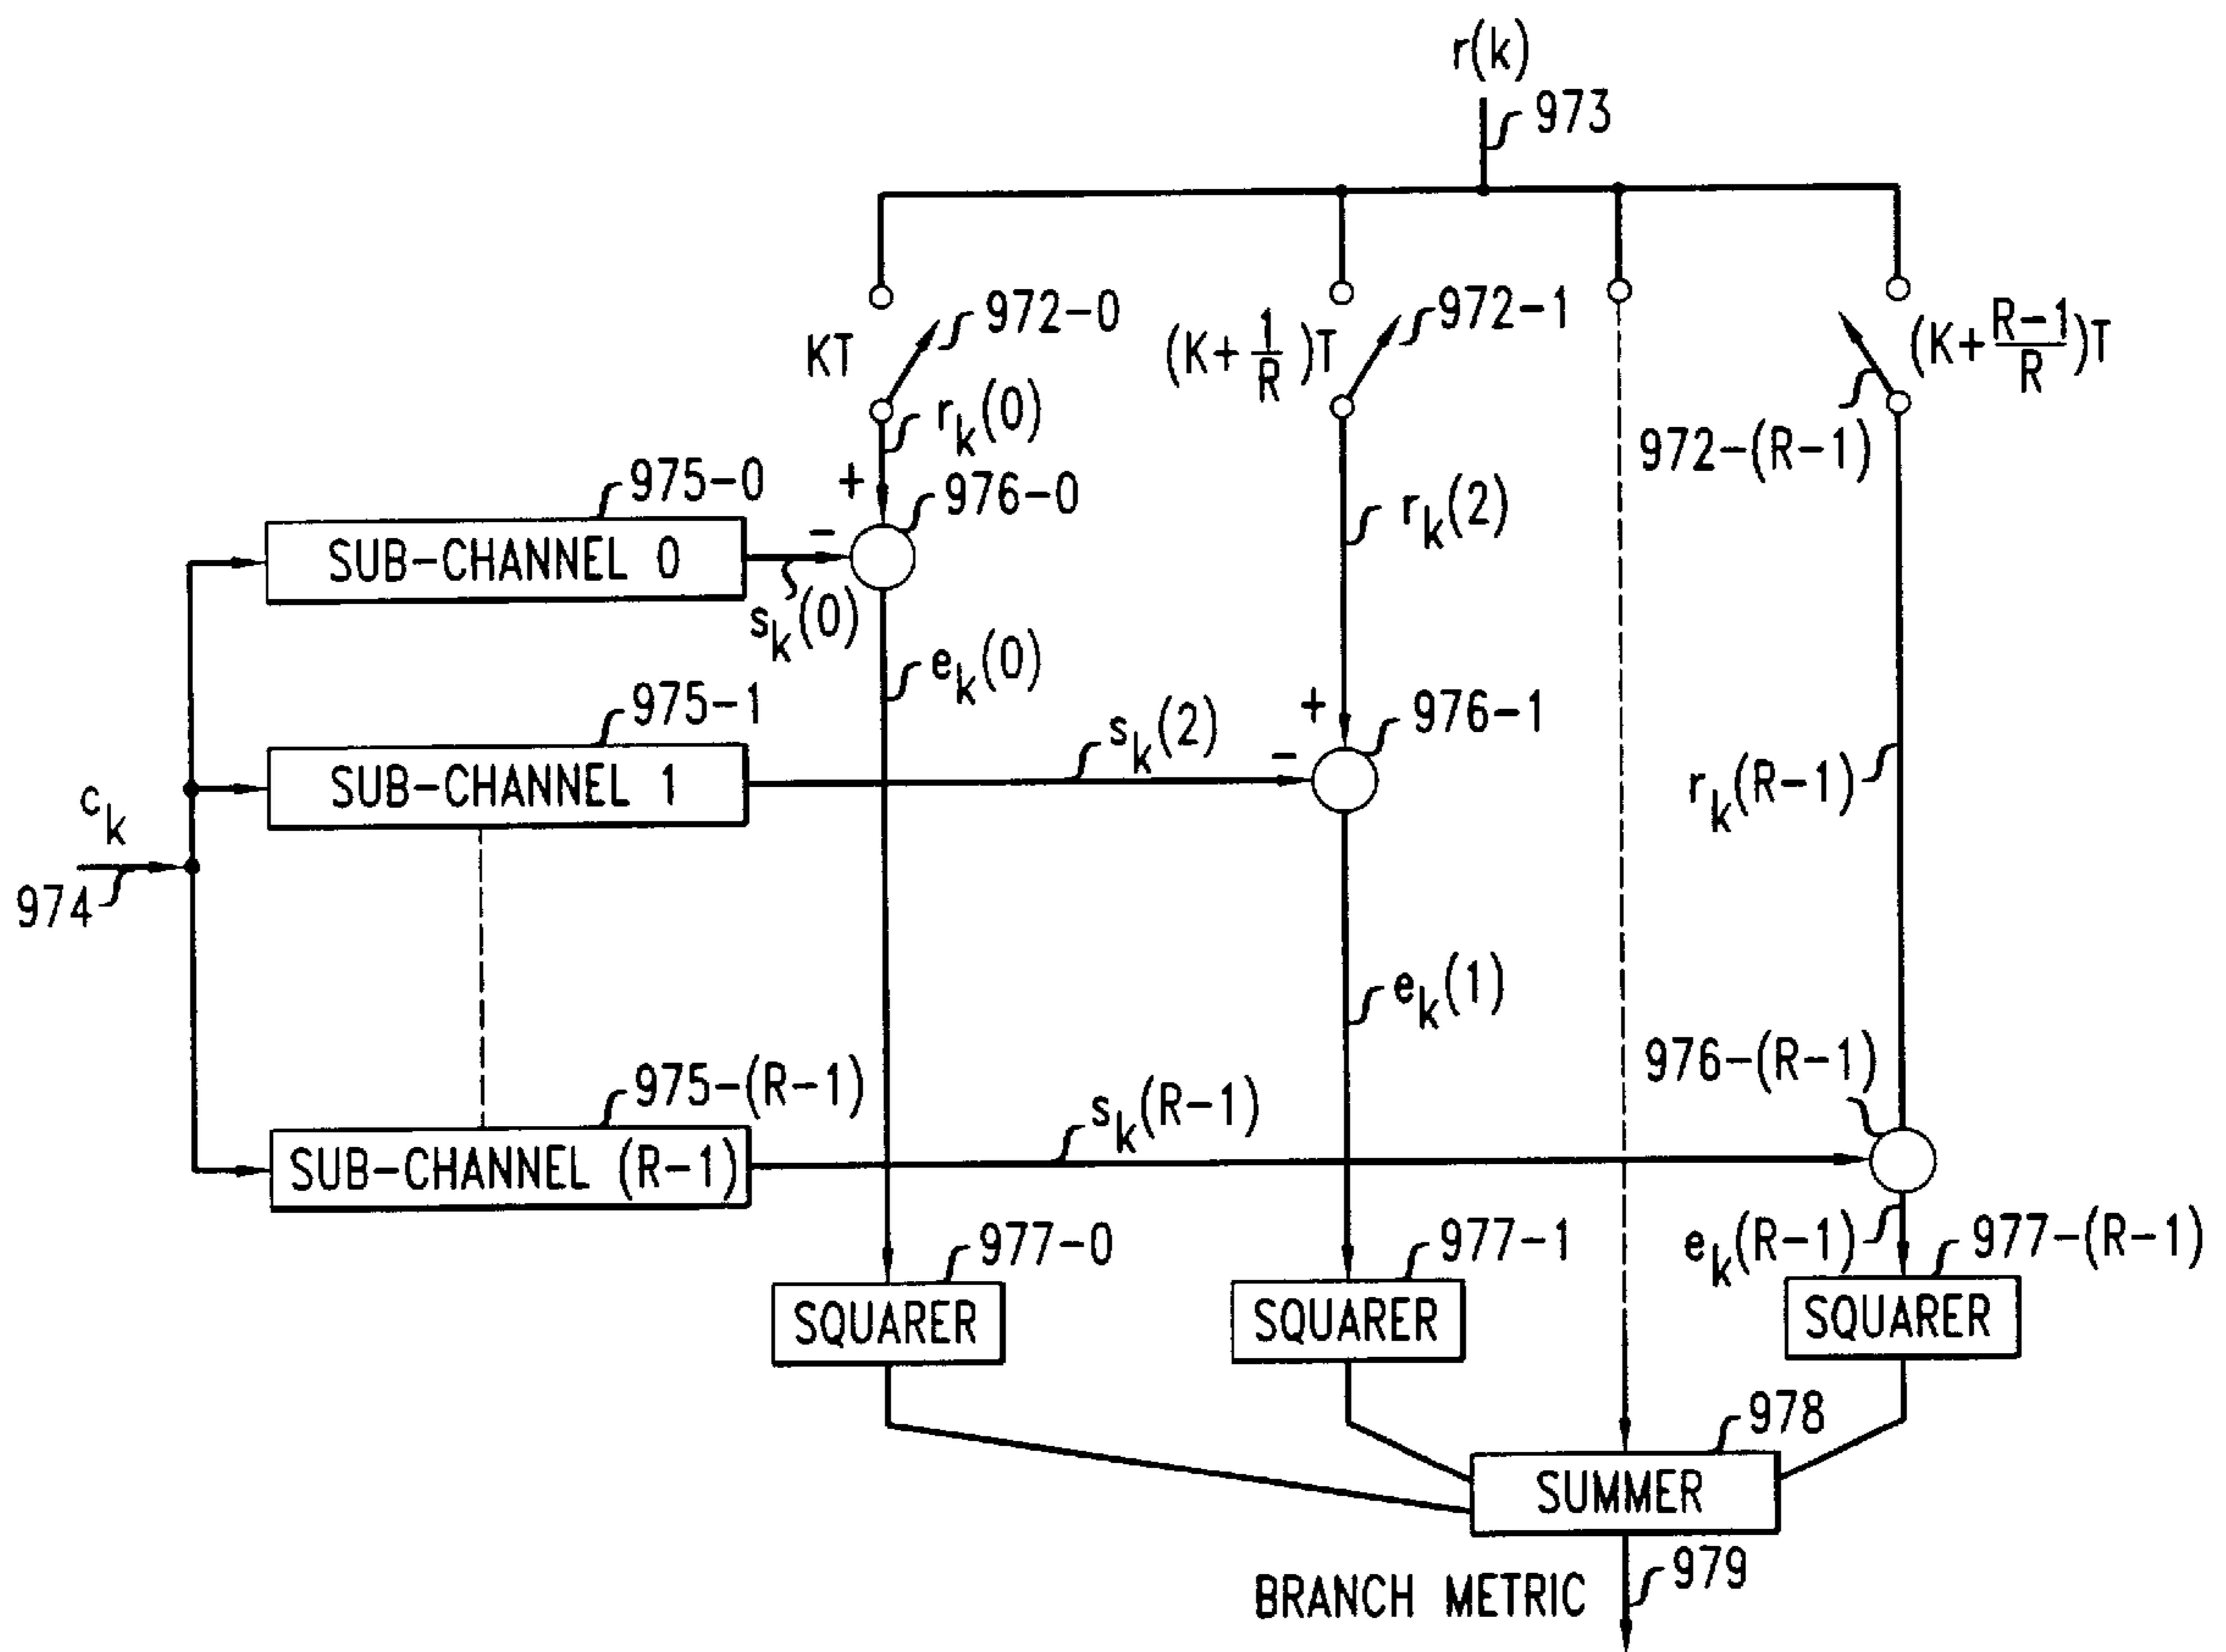 r(k)
973
972-0
972-1
KT
(K+1/R)T
(K+R-1/R)T
r_k(0)
972-(R-1)
975-0
+
976-0
r_k(2)
SUB-CHANNEL 0
-
s_k(0)
e_k(0)
975-1
+
976-1
s_k(2)
-
SUB-CHANNEL 1
r_k(R-1)
c_k
974
e_k(1)
976-(R-1)
975-(R-1)
s_k(R-1)
SUB-CHANNEL (R-1)
977-0
977-1
e_k(R-1)
977-(R-1)
SQUARER
SQUARER
SQUARER
978
SUMMER
979
BRANCH METRIC